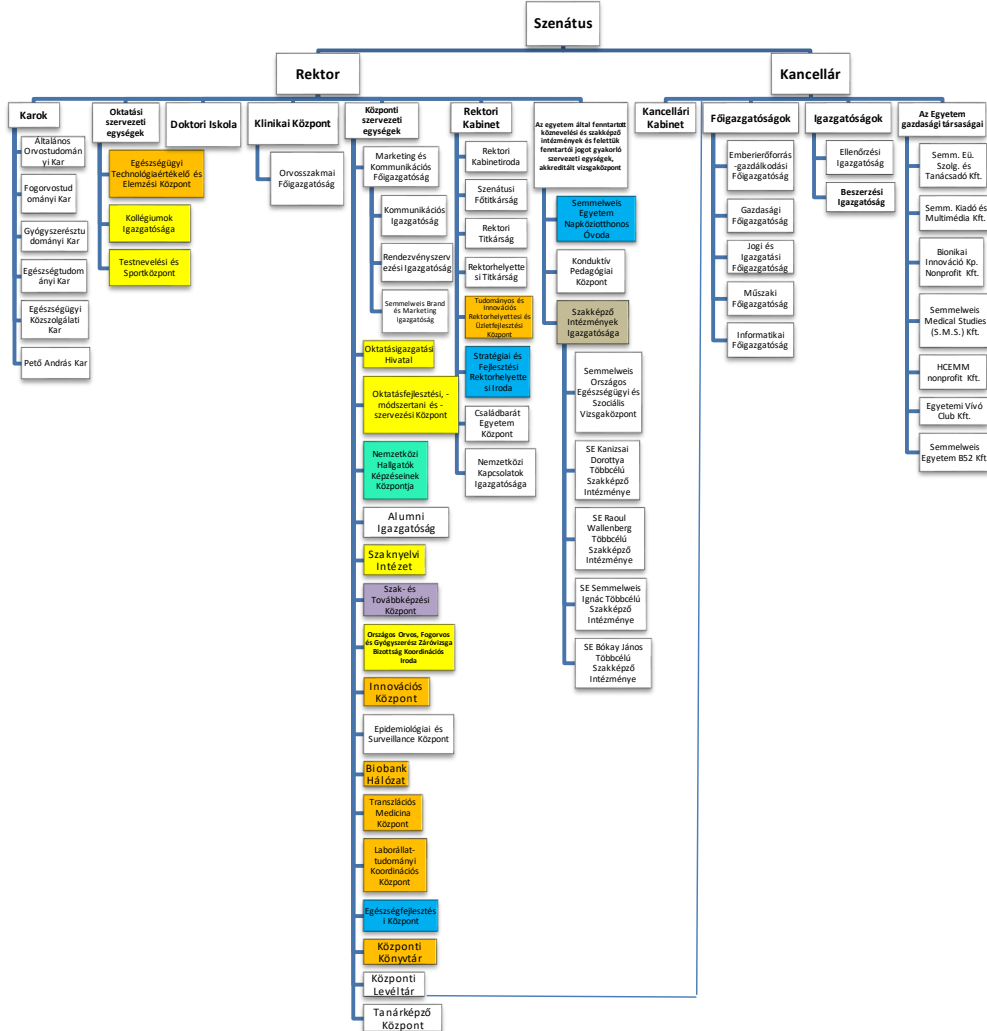 Szenátus
Rektor
Kancellár
Karok
Általános
Orvostudomán
yi Kar
Fogorvostud
ományi Kar
Gyógyszerészt
udományi Kar
Egészségtudom
ányi Kar
Egészségügyi
Közszolgálati
Kar
Pető András Kar
Oktatási
szervezeti
egységek
Egészségügyi
Technológiaértékelő és
Elemzési Központ
Kollégiumok
Igazgatósága
Testnevelési és
Sportközpont
Doktori Iskola
Klinikai Központ
Orvosszakmai
Főigazgatóság
Központi
szervezeti
egységek
Marketing és
Kommunikációs
Főigazgatóság
Kommunikációs
Igazgatóság
Rendezvényszerv
ezési Igazgatóság
Semmelweis Brand
és Marketing
Igazgatóság
Oktatásigazgatási
Hivatal
Oktatásfejlesztési, -
módszertani és -
szervezési Központ
Nemzetközi
Hallgatók
Képzéseinek
Központja
Alumni
Igazgatóság
Szaknyelvi
Intézet
Szak- és
Továbbképzési
Központ
Országos Orvos, Fogorvos
és Gyógyszerész Záróvizsga
Bizottság Koordinációs
Iroda
Innovációs
Központ
Epidemiológiai és
Surveillance Központ
Biobank
Hálózat
Transzlációs
Medicina
Központ
Laborállat-
tudományi
Koordinációs
Központ
Egészségfejlesztés
i Központ
Központi
Könyvtár
Központi
Levéltár
Tanárképző
Központ
Rektori
Kabinet
Rektori
Kabinetiroda
Szenátusi
Főtitkárság
Rektori
Titkárság
Rektorhelyette
si Titkárság
Tudományos és
Innovációs
Rektorhelyettesi és
Üzletfejlesztési
Központ
Stratégiai és
Fejlesztési
Rektorhelyette
si Iroda
Családbarát
Egyetem
Központ
Nemzetközi
Kapcsolatok
Igazgatósága
Az egyetem által fenntartott
köznevelési és szakképző
intézmények és felettük
fenntartói jogot gyakorló
szervezeti egységek,
akkreditált vizsgaközpont
Semmelweis
Egyetem
Napköziotthonos
Óvoda
Konduktív
Pedagógiai
Központ
Szakképző
Intézmények
Igazgatósága
Semmelweis
Országos
Egészségügyi és
Szociális
Vizsgaközpont
SE Kanizsai
Dorottya
Többcélú
Szakképző
Intézménye
SE Raoul
Wallenberg
Többcélú
Szakképző
Intézménye
SE Semmelweis
Ignác Többcélú
Szakképző
Intézménye
SE Bókay János
Többcélú
Szakképző
Intézménye
Kancellári
Kabinet
Főigazgatóságok
Emberierőforrás
-gazdálkodási
Főigazgatóság
Gazdasági
Főigazgatóság
Jogi és
Igazgatási
Főigazgatóság
Műszaki
Főigazgatóság
Informatikai
Főigazgatóság
Igazgatóságok
Ellenőrzési
Igazgatóság
Beszerzési
Igazgatóság
Az Egyetem
gazdasági társaságai
Semm. Eü.
Szolg. és
Tanácsadó Kft.
Semm. Kiadó és
Multimédia Kft.
Bionikai
Innováció Kp.
Nonprofit Kft.
Semmelweis
Medical Studies
(S.M.S.) Kft.
HCEMM
nonprofit Kft.
Egyetemi Vívó
Club Kft.
Semmelweis
Egyetem B52 Kft